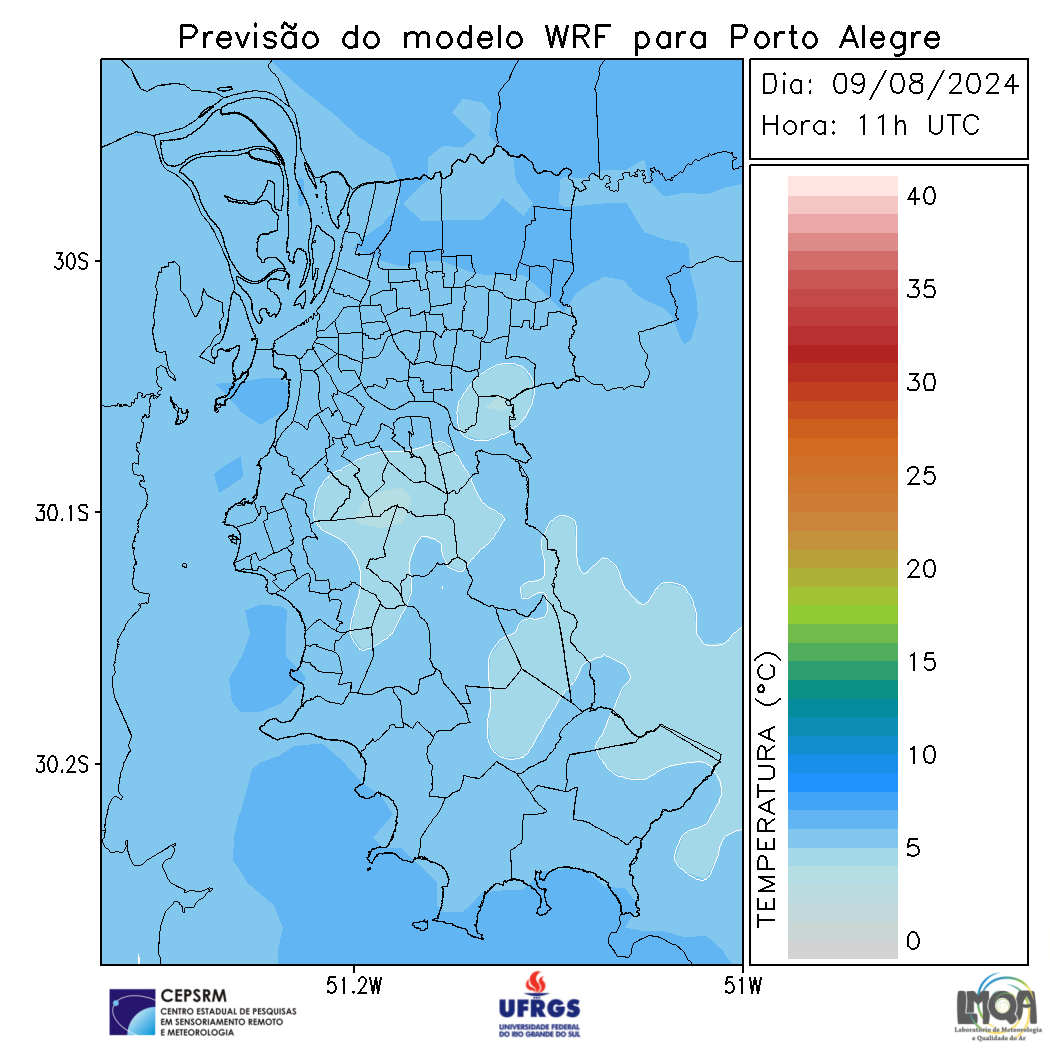 Previsão do modelo WRF para Porto Alegre
Dia: 09/08/2024
Hora: 11h UTC
30S
30.1S
30.2S
51.2W
51W
TEMPERATURA (°C)
40
35
30
25
20
15
10
5
0
CEPSRM
CENTRO ESTADUAL DE PESQUISAS
EM SENSORIAMENTO REMOTO
E METEOROLOGIA
UFRGS
UNIVERSIDADE FEDERAL
DO RIO GRANDE DO SUL
LMQA
Laboratório de Meteorologia
e Qualidade do Ar